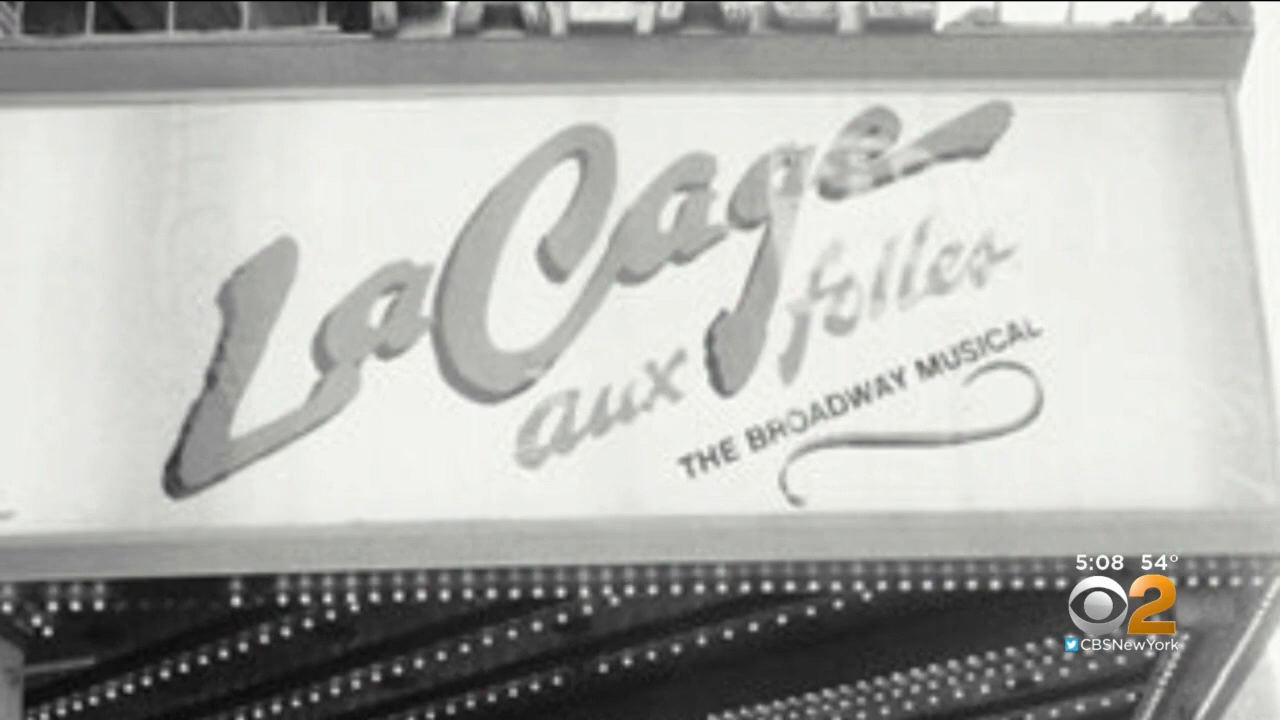 La Cage
aux folles
THE BROADWAY MUSICAL
5:08 54°
2
CBSNewYork